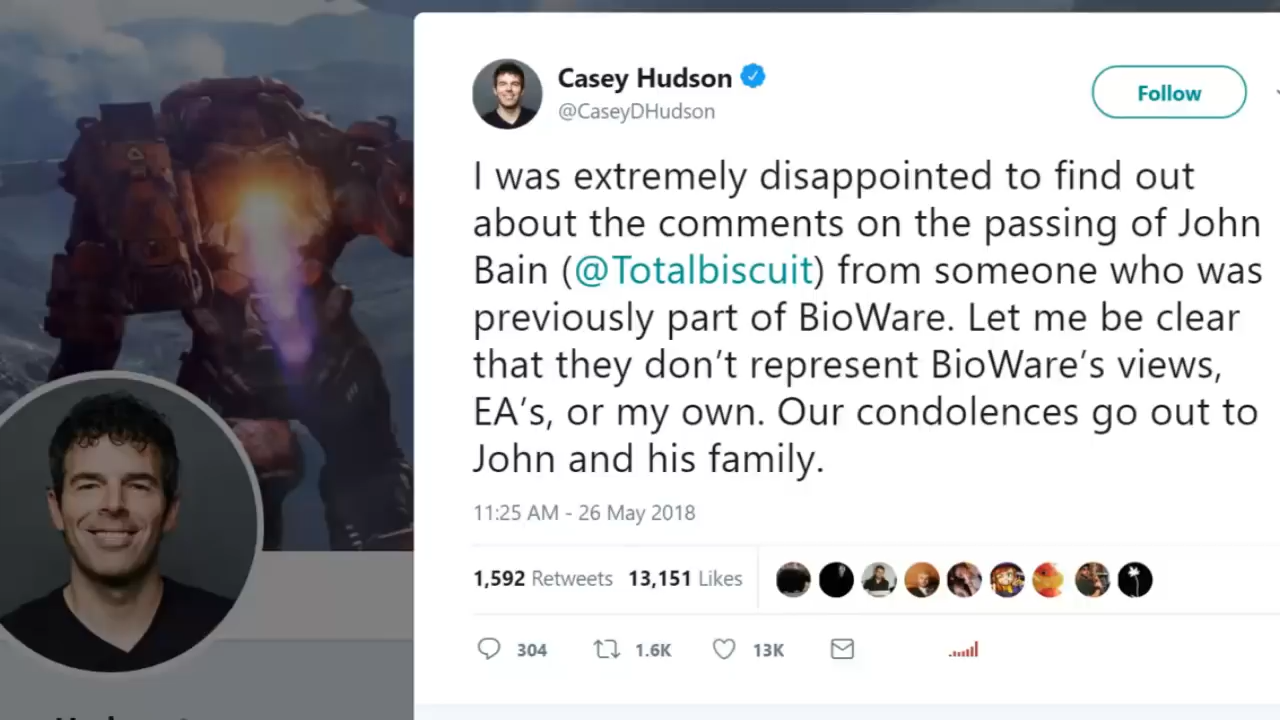 Casey Hudson
@CaseyDHudson
Follow
I was extremely disappointed to find out
about the comments on the passing of John
Bain (@Totalbiscuit) from someone who was
previously part of BioWare. Let me be clear
that they don’t represent BioWare’s views,
EA’s, or my own. Our condolences go out to
John and his family.
11:25 AM - 26 May 2018
1,592 Retweets 13,151 Likes
304 1.6K 13K